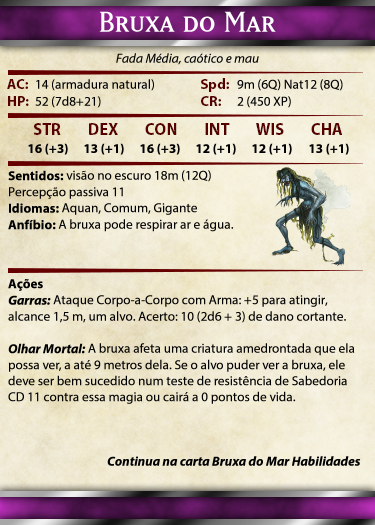 Bruxa do Mar
Fada Média, caótico e mau
AC: 14 (armadura natural) Spd: 9m (6Q) Nat12 (8Q)
HP: 52 (7d8+21) CR: 2 (450 XP)
STR DEX CON INT WIS CHA
16 (+3) 13 (+1) 16 (+3) 12 (+1) 12 (+1) 13 (+1)
Sentidos: visão no escuro 18m (12Q)
Percepção passiva 11
Idiomas: Aquan, Comum, Gigante
Anfíbio: A bruxa pode respirar ar e água.
Ações
Garras: Ataque Corpo-a-Corpo com Arma: +5 para atingir,
alcance 1,5 m, um alvo. Acerto: 10 (2d6 + 3) de dano cortante.
Olhar Mortal: A bruxa afeta uma criatura amedrontada que ela
possa ver, a até 9 metros dela. Se o alvo puder ver a bruxa, ele
deve ser bem sucedido num teste de resistência de Sabedoria
CD 11 contra essa magia ou cairá a 0 pontos de vida.
Continua na carta Bruxa do Mar Habilidades